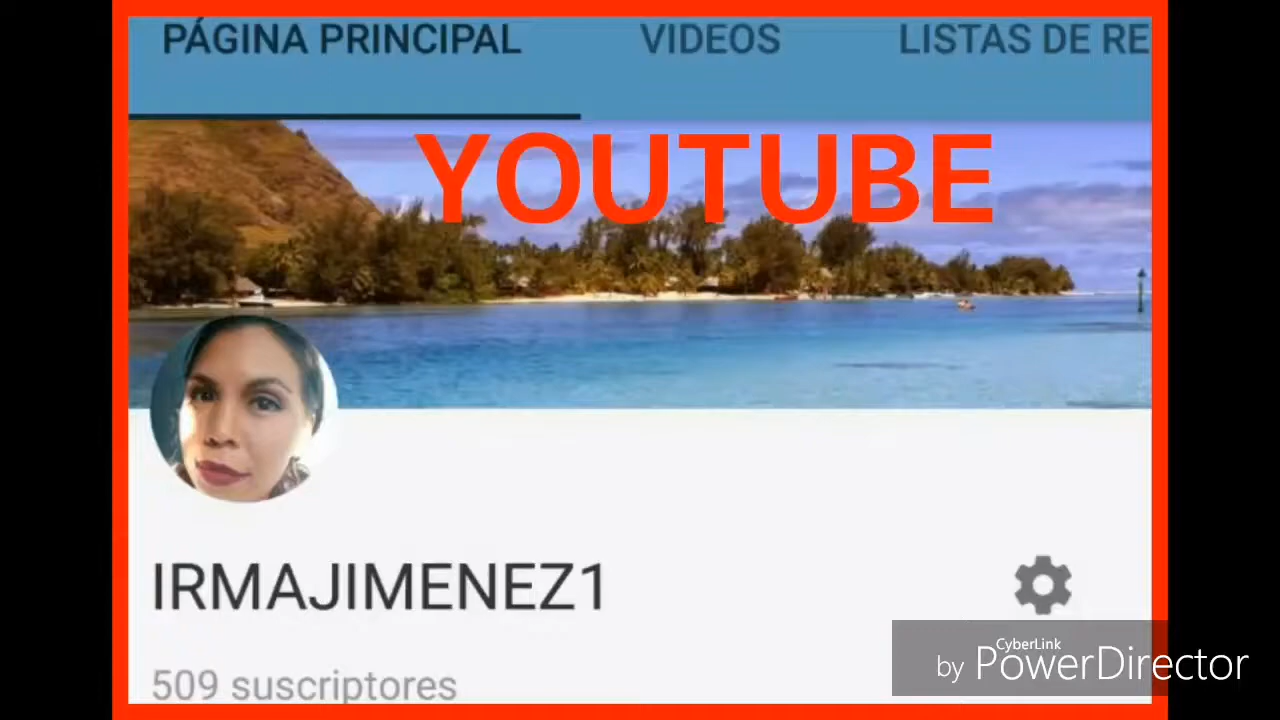 PÁGINA PRINCIPAL VIDEOS LISTAS DE RE
YOUTUBE
IRMAJIMENEZ1
509 suscriptores
CyberLink
by PowerDirector